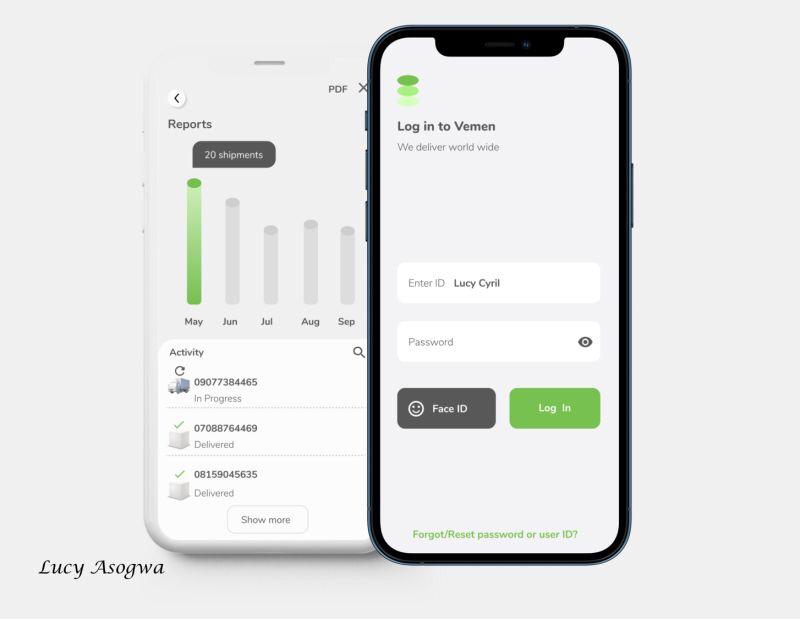 PDF
Reports
20 shipments
May Jun Jul Aug Sep
Activity
09077384465
In Progress
07088764469
Delivered
08159045635
Delivered
Show more
Log in to Vemen
We deliver world wide
Enter ID Lucy Cyril
Password
Face ID
Log In
Forgot/Reset password or user ID?
Lucy Asogwa